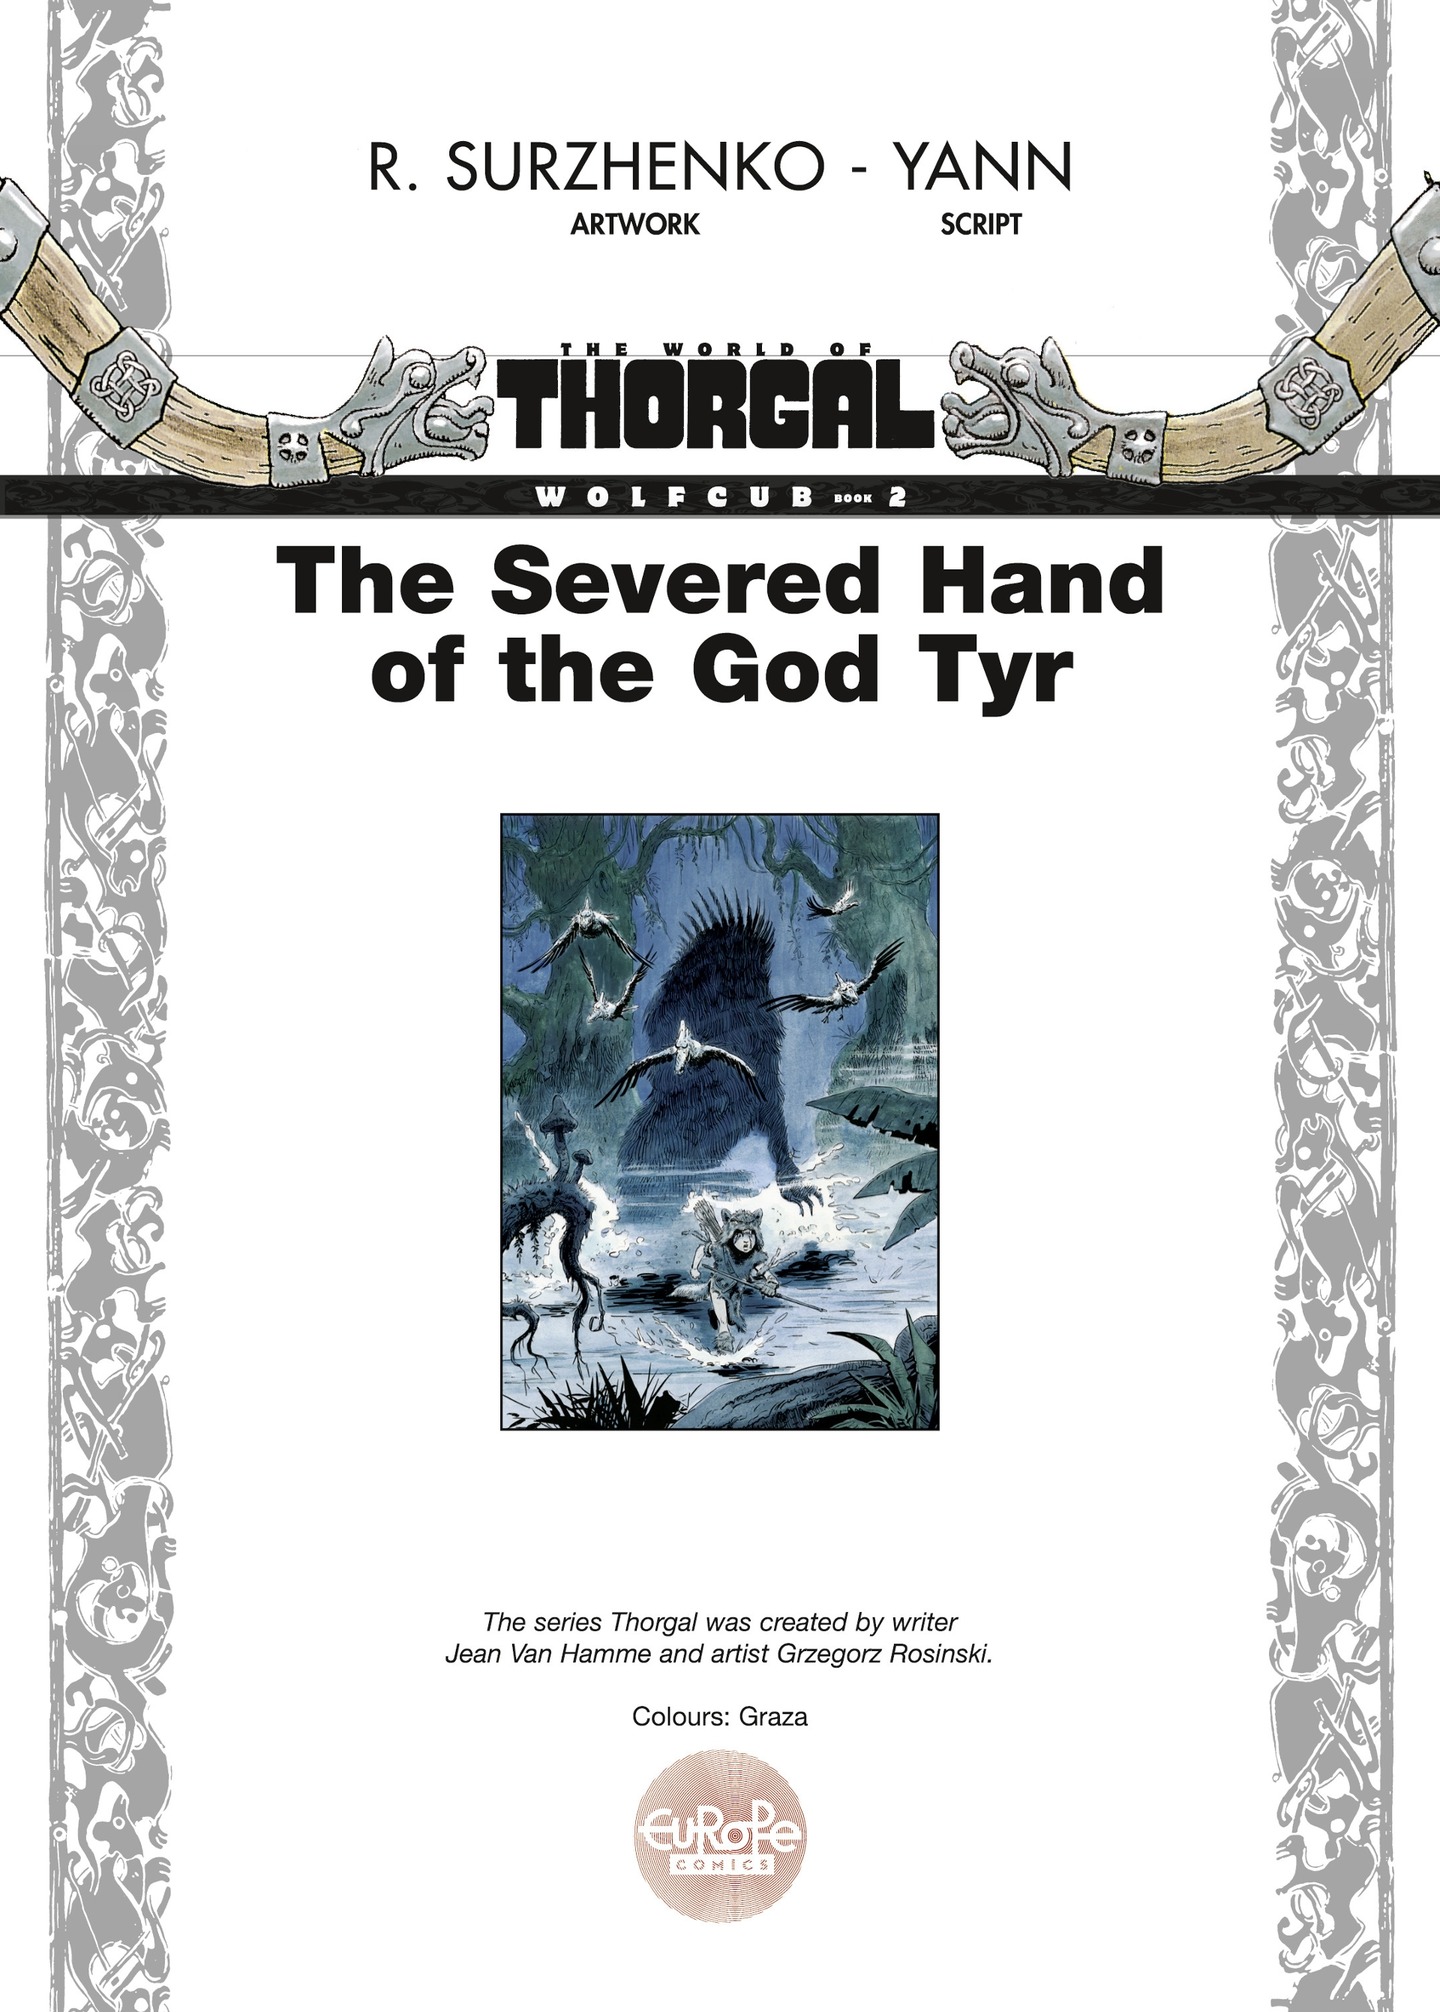 R. SURZHENKO - YANN
ARTWORK SCRIPT
THE WORLD OF
THORGAL
WOLFCUB BOOK 2
The Severed Hand
of the God Tyr
The series Thorgal was created by writer
Jean Van Hamme and artist Grzegorz Rosinski.
Colours: Graza
EUROPE
COMICS